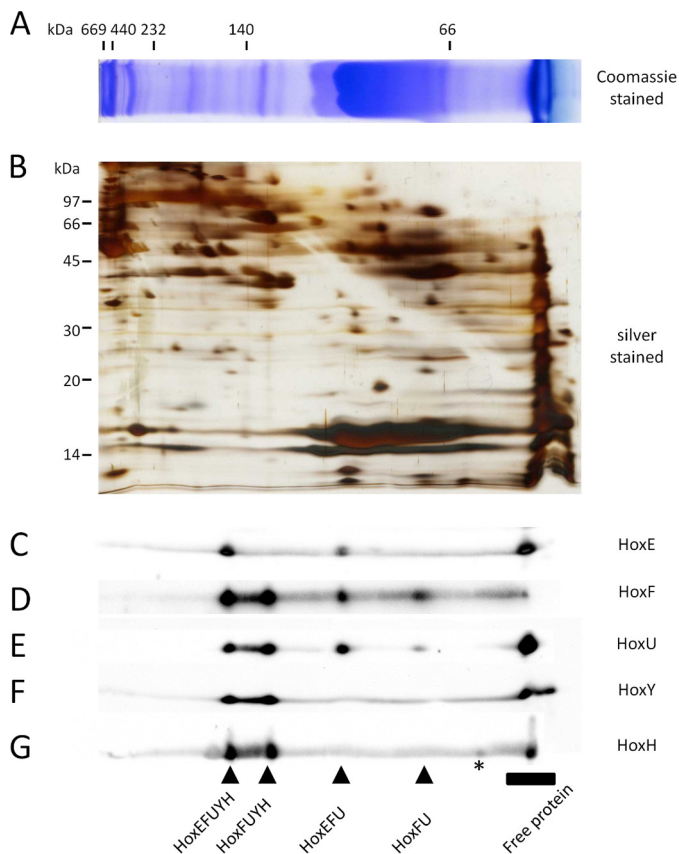 A
kDa 669 440 232 140 66
Coomassie
stained
B
kDa
97
66
45
30
20
14
silver
stained
C
HoxE
D
HoxF
E
HoxU
F
HoxY
G
HoxH
*
HoxEFUYH
HoxFUYH
HoxEFU
HoxFU
Free protein